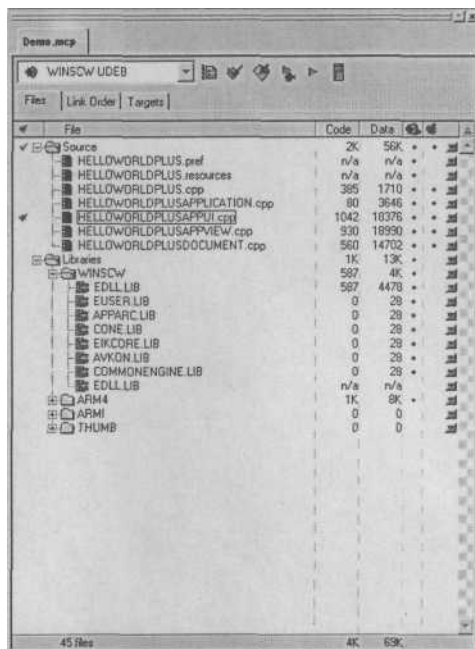 Demo.mcp
WINSCW UDEB
Files Link Order Targets
File Code Data
Source 2K 56K
HELLOWORLDPLUS.pref n/a n/a
HELLOWORLDPLUS.resources n/a n/a
HELLOWORLDPLUS.cpp 385 1710
HELLOWORLDPLUSAPPLICATION.cpp 80 3646
HELLOWORLDPLUSAPPUI.cpp 1042 18376
HELLOWORLDPLUSAPPVIEW.cpp 930 18990
HELLOWORLDPLUSDOCUMENT.cpp 560 14702
Libraries 1K 13K
WINSCW 587 4K
EDLL.LIB 587 4478
EUSER.LIB 0 28
APPARC.LIB 0 28
CONE.LIB 0 28
EIKCORE.LIB 0 28
AVKON.LIB 0 28
COMMONENGINE.LIB 0 28
EDLL.LIB n/a n/a
ARM4 1K 8K
ARMI 0 0
THUMB 0 0
45 files 4K 69K